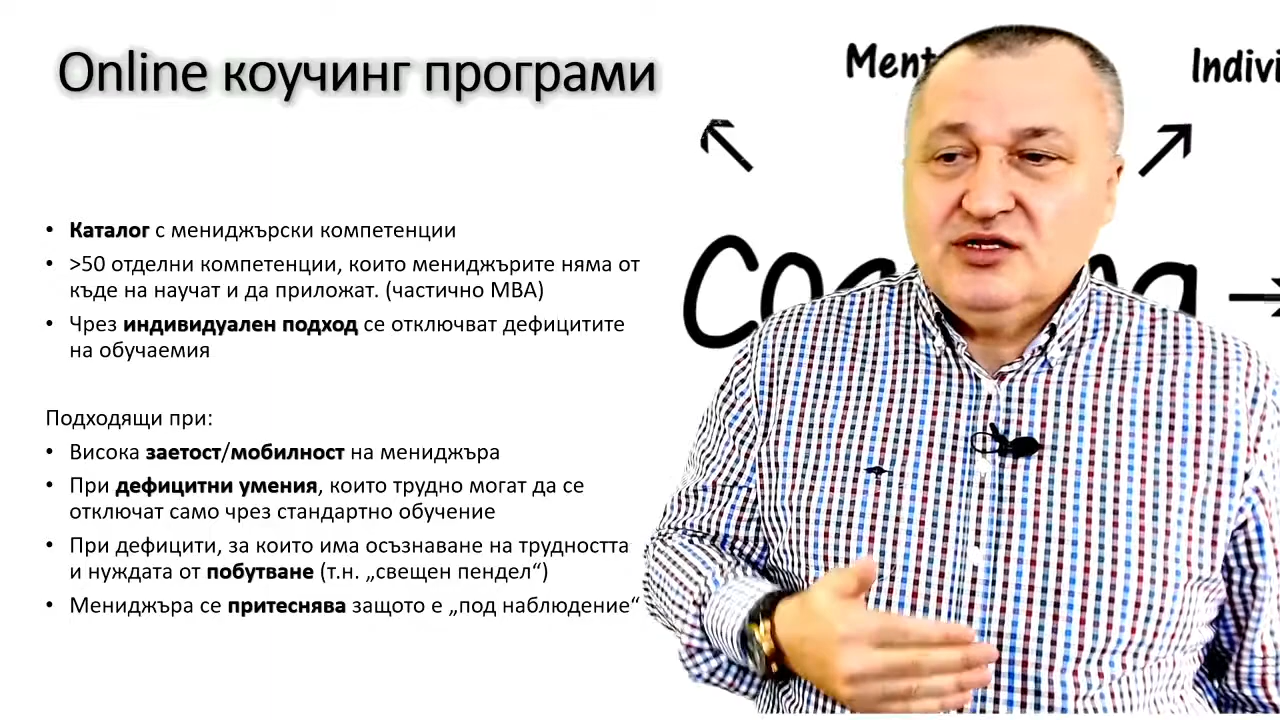 Online коучинг програми
• Каталог с мениджърски компетенции
• >50 отделни компетенции, които мениджърите няма от
къде на научат и да приложат. (частично MBA)
• Чрез индивидуален подход се отключват дефицитите
на обучаемия
Подходящи при:
• Висока заетост/мобилност на мениджъра
• При дефицитни умения, които трудно могат да се
отключат само чрез стандартно обучение
• При дефицити, за които има осъзнаване на трудността
и нуждата от побутване (т.н. „свещен пендел“)
• Мениджъра се притеснява защото е „под наблюдение“